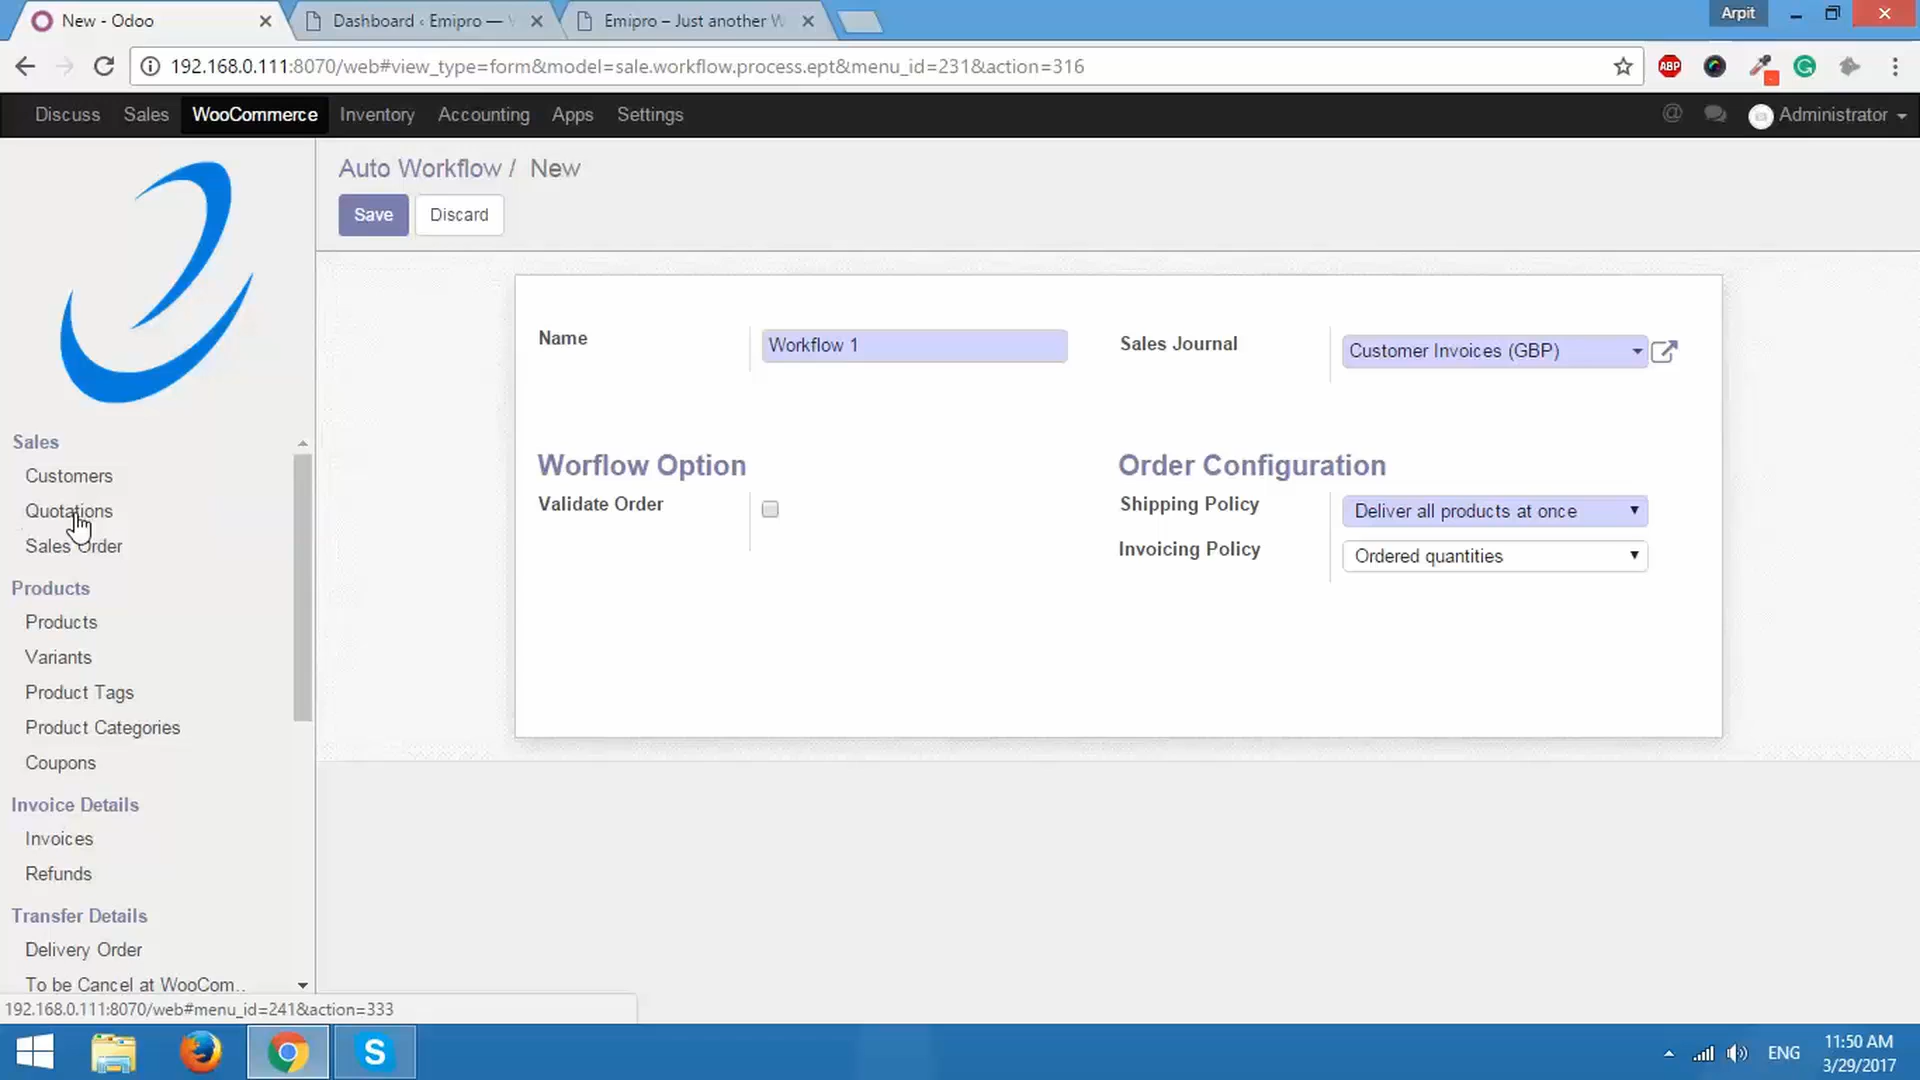 New - Odoo
Dashboard ‹ Emipro —
Emipro – Just another W
Arpit
192.168.0.111:8070/web#view_type=form&model=sale.workflow.process.ept&menu_id=231&action=316
ABP
Discuss Sales WooCommerce Inventory Accounting Apps Settings
@ Administrator
Auto Workflow / New
Save Discard
Name
Workflow 1
Sales Journal
Customer Invoices (GBP)
Worflow Option
Validate Order
Order Configuration
Shipping Policy
Deliver all products at once
Invoicing Policy
Ordered quantities
Sales
Customers
Quotations
Sales Order
Products
Products
Variants
Product Tags
Product Categories
Coupons
Invoice Details
Invoices
Refunds
Transfer Details
Delivery Order
To be Cancel at WooCom..
192.168.0.111:8070/web#menu_id=241&action=333
ENG
11:50 AM
3/29/2017